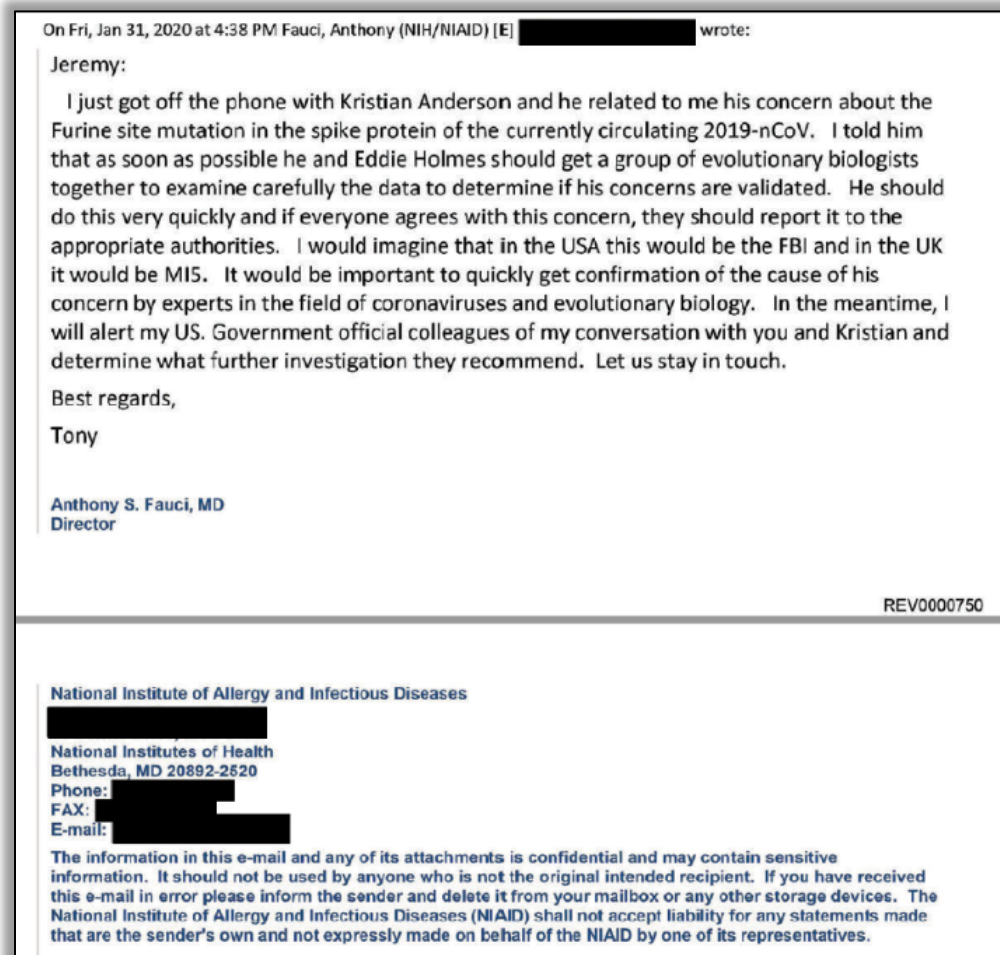 On Fri, Jan 31, 2020 at 4:38 PM Fauci, Anthony (NIH/NIAID) [E] wrote:
Jeremy:
I just got off the phone with Kristian Anderson and he related to me his concern about the
Furine site mutation in the spike protein of the currently circulating 2019-nCoV. I told him
that as soon as possible he and Eddie Holmes should get a group of evolutionary biologists
together to examine carefully the data to determine if his concerns are validated. He should
do this very quickly and if everyone agrees with this concern, they should report it to the
appropriate authorities. I would imagine that in the USA this would be the FBI and in the UK
it would be MI5. It would be important to quickly get confirmation of the cause of his
concern by experts in the field of coronaviruses and evolutionary biology. In the meantime, I
will alert my US. Government official colleagues of my conversation with you and Kristian and
determine what further investigation they recommend. Let us stay in touch.
Best regards,
Tony
Anthony S. Fauci, MD
Director
REV0000750
National Institute of Allergy and Infectious Diseases
National Institutes of Health
Bethesda, MD 20892-2520
Phone:
FAX:
E-mail:
The information in this e-mail and any of its attachments is confidential and may contain sensitive
information. It should not be used by anyone who is not the original intended recipient. If you have received
this e-mail in error please inform the sender and delete it from your mailbox or any other storage devices. The
National Institute of Allergy and Infectious Diseases (NIAID) shall not accept liability for any statements made
that are the sender's own and not expressly made on behalf of the NIAID by one of its representatives.